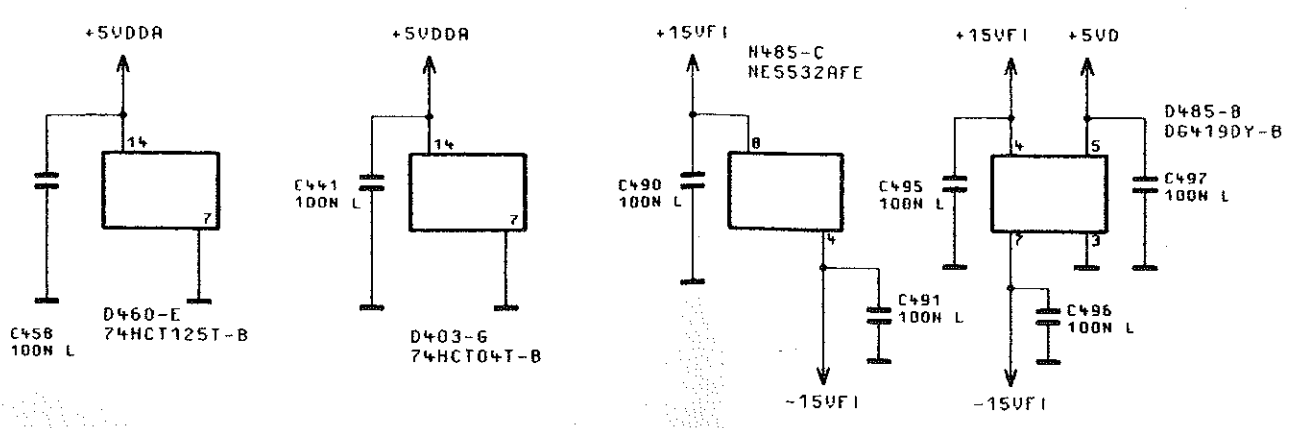 +5VDDA
14
7
C458
100N L
D460-E
74HCT125T-B
+5VDDA
14
C441
100N L
7
D403-G
74HCT04T-B
+15VFI
N485-C
NE5532AFE
8
C490
100N L
4
C491
100N L
-15VFI
+15VFI
+5VD
D485-B
DG419DY-B
4
5
C495
100N L
C497
100N L
7
3
C496
100N L
-15VFI